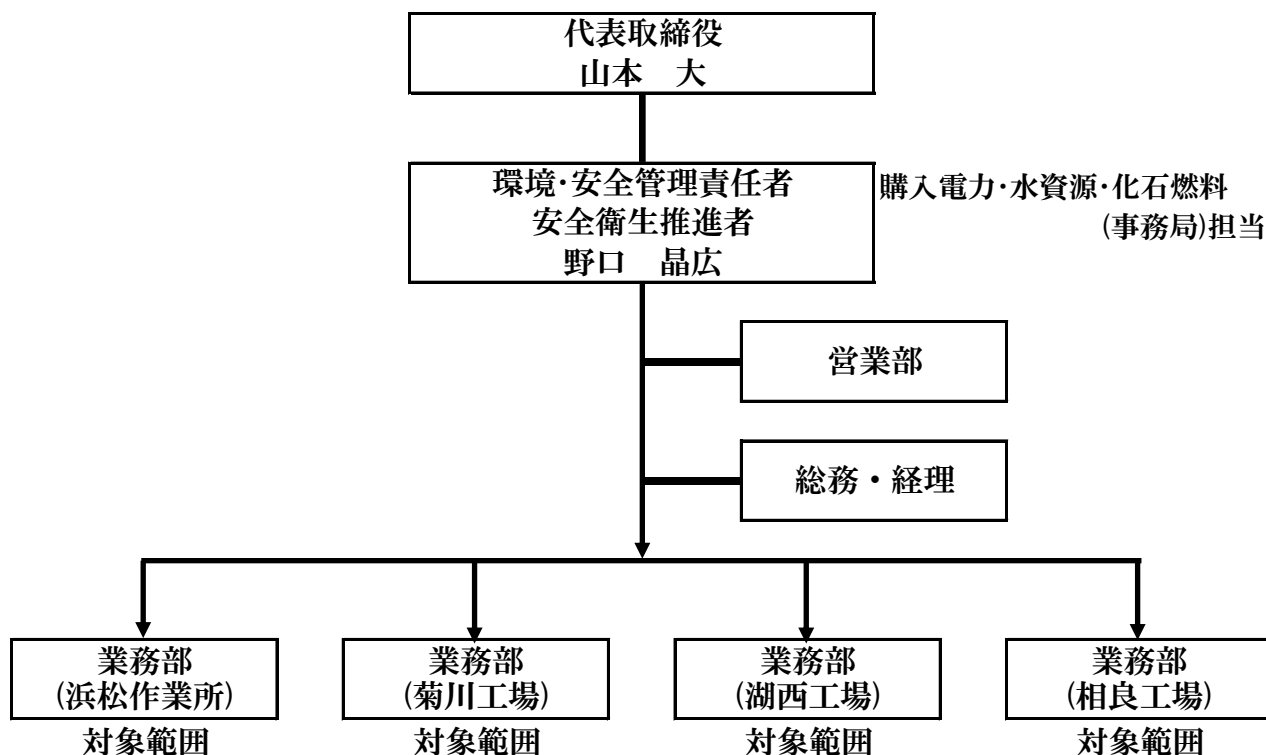 代表取締役
山本　大
環境・安全管理責任者
安全衛生推進者
野口　晶広
購入電力・水資源・化石燃料
(事務局)担当
営業部
総務・経理
業務部
(浜松作業所)
対象範囲
業務部
(菊川工場)
対象範囲
業務部
(湖西工場)
対象範囲
業務部
(相良工場)
対象範囲